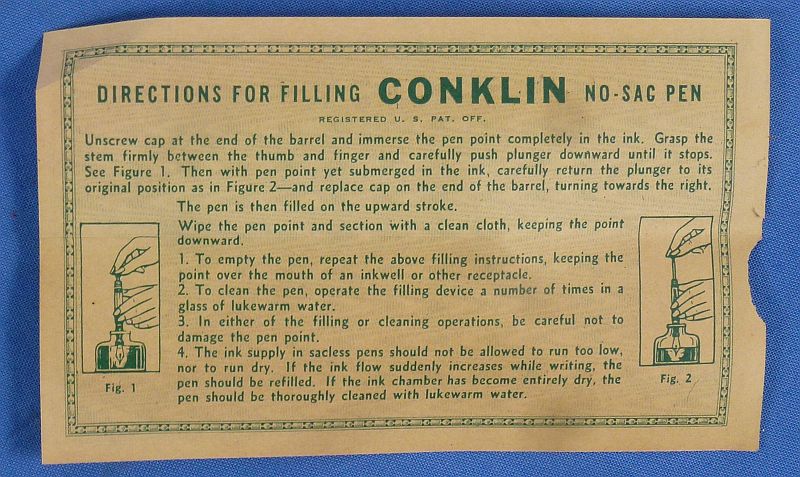 DIRECTIONS FOR FILLING CONKLIN NO-SAC PEN
REGISTERED U. S. PAT. OFF.
Unscrew cap at the end of the barrel and immerse the pen point completely in the ink. Grasp the
stem firmly between the thumb and finger and carefully push plunger downward until it stops.
See Figure 1. Then with pen point yet submerged in the ink, carefully return the plunger to its
original position as in Figure 2—and replace cap on the end of the barrel, turning towards the right.
The pen is then filled on the upward stroke.
Wipe the pen point and section with a clean cloth, keeping the point
downward.
1. To empty the pen, repeat the above filling instructions, keeping the
point over the mouth of an inkwell or other receptacle.
2. To clean the pen, operate the filling device a number of times in a
glass of lukewarm water.
3. In either of the filling or cleaning operations, be careful not to
damage the pen point.
4. The ink supply in sacless pens should not be allowed to run too low,
nor to run dry. If the ink flow suddenly increases while writing, the
pen should be refilled. If the ink chamber has become entirely dry, the
pen should be thoroughly cleaned with lukewarm water.
Fig. 1
Fig. 2